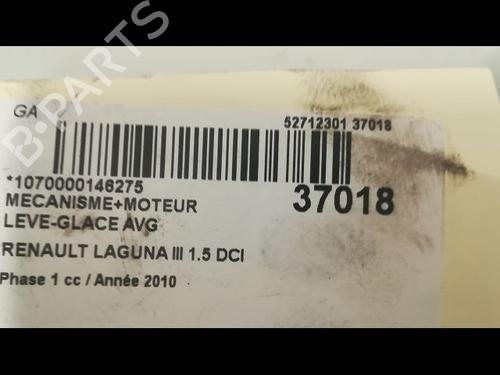 GA
52712301 37018
*1070000146275
37018
MECANISME+MOTEUR
LEVE-GLACE AVG
RENAULT LAGUNA III 1.5 DCI
Phase 1 cc / Année 2010
B-PARTS